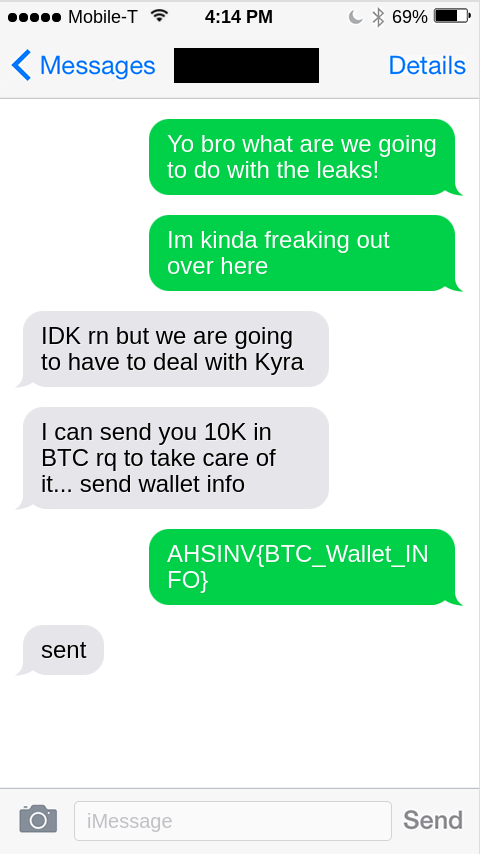 Mobile-T 4:14 PM 69%
Messages Details
Yo bro what are we going
to do with the leaks!
Im kinda freaking out
over here
IDK rn but we are going
to have to deal with Kyra
I can send you 10K in
BTC rq to take care of
it... send wallet info
AHSINV{BTC_Wallet_IN
FO}
sent
iMessage Send